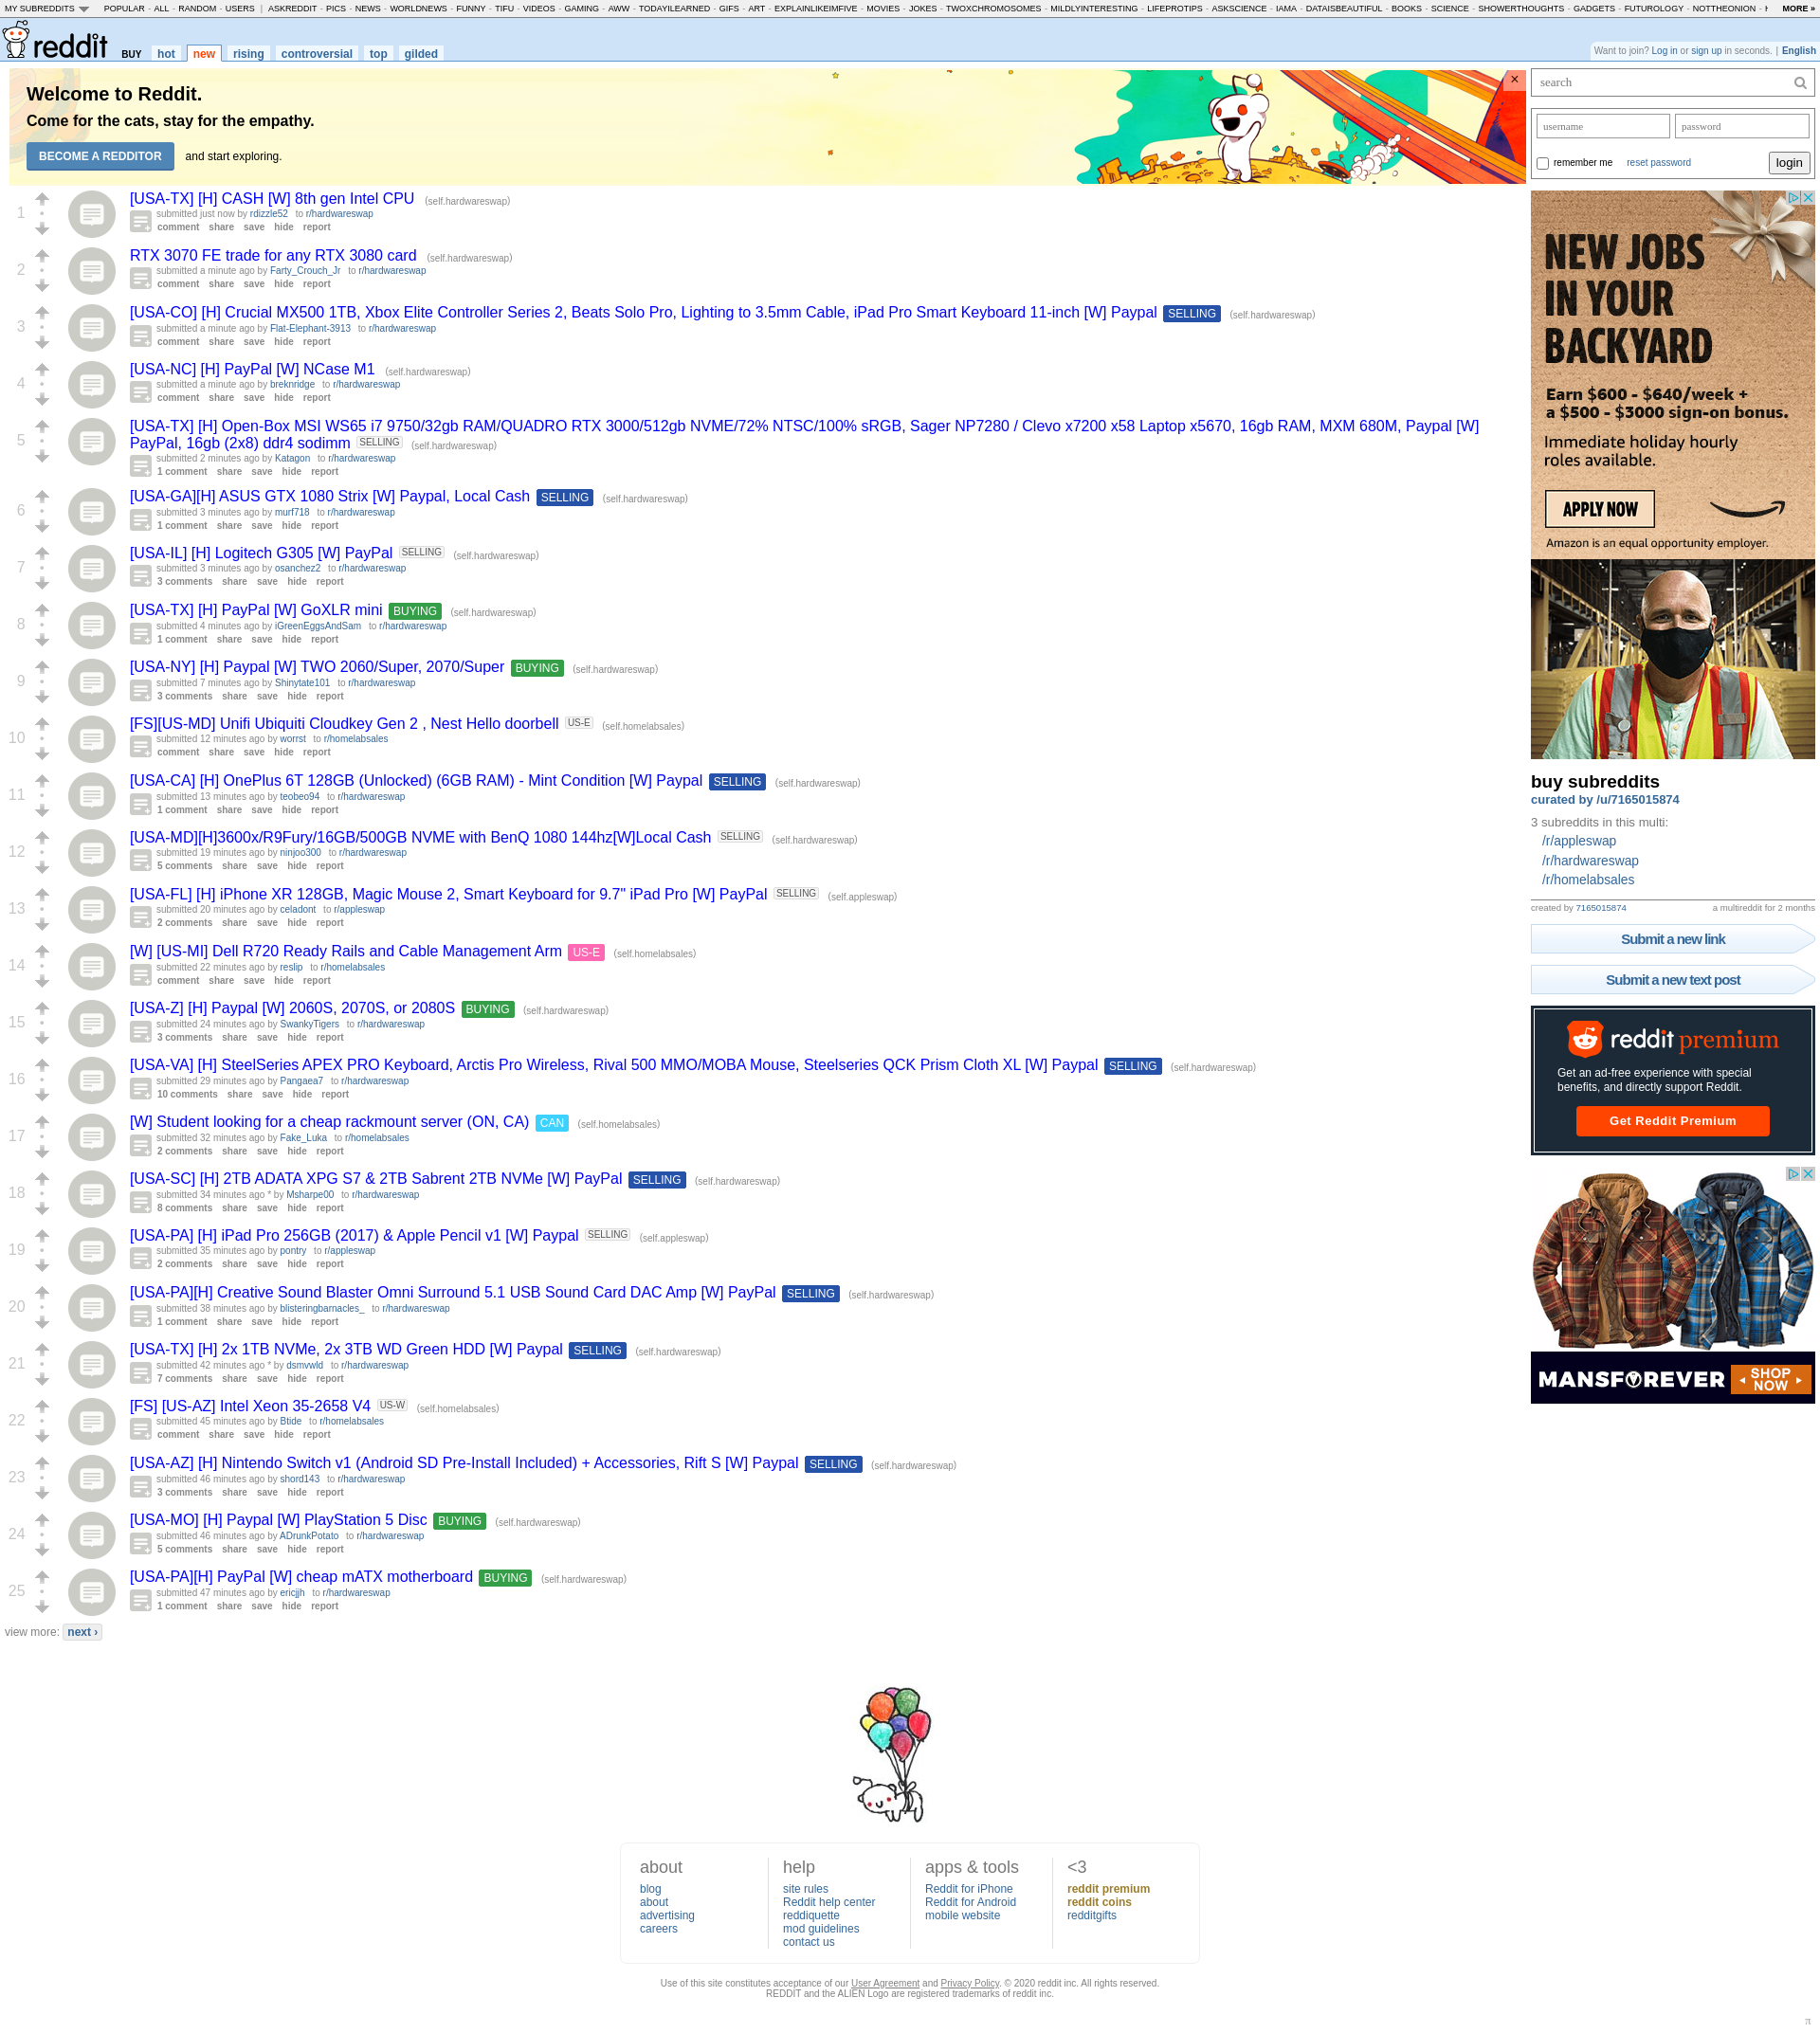 MY SUBREDDITS POPULAR - ALL - RANDOM - USERS | ASKREDDIT - PICS - NEWS - WORLDNEWS - FUNNY - TIFU - VIDEOS - GAMING - AWW - TODAYILEARNED - GIFS - ART - EXPLAINLIKEIMFIVE - MOVIES - JOKES - TWOXCHROMOSOMES - MILDLYINTERESTING - LIFEPROTIPS - ASKSCIENCE - IAMA - DATAISBEAUTIFUL - BOOKS - SCIENCE - SHOWERTHOUGHTS - GADGETS - FUTUROLOGY - NOTTHEONION - MORE »
reddit BUY hot new rising controversial top gilded
Want to join? Log in or sign up in seconds. | English
Welcome to Reddit.
Come for the cats, stay for the empathy.
BECOME A REDDITOR and start exploring.
×
1
[USA-TX] [H] CASH [W] 8th gen Intel CPU (self.hardwareswap)
submitted just now by rdizzle52 to r/hardwareswap
comment share save hide report
2
RTX 3070 FE trade for any RTX 3080 card (self.hardwareswap)
submitted a minute ago by Farty_Crouch_Jr to r/hardwareswap
comment share save hide report
3
[USA-CO] [H] Crucial MX500 1TB, Xbox Elite Controller Series 2, Beats Solo Pro, Lighting to 3.5mm Cable, iPad Pro Smart Keyboard 11-inch [W] Paypal SELLING (self.hardwareswap)
submitted a minute ago by Flat-Elephant-3913 to r/hardwareswap
comment share save hide report
4
[USA-NC] [H] PayPal [W] NCase M1 (self.hardwareswap)
submitted a minute ago by breknridge to r/hardwareswap
comment share save hide report
5
[USA-TX] [H] Open-Box MSI WS65 i7 9750/32gb RAM/QUADRO RTX 3000/512gb NVME/72% NTSC/100% sRGB, Sager NP7280 / Clevo x7200 x58 Laptop x5670, 16gb RAM, MXM 680M, Paypal [W]
PayPal, 16gb (2x8) ddr4 sodimm SELLING (self.hardwareswap)
submitted 2 minutes ago by Katagon to r/hardwareswap
1 comment share save hide report
6
[USA-GA][H] ASUS GTX 1080 Strix [W] Paypal, Local Cash SELLING (self.hardwareswap)
submitted 3 minutes ago by murf718 to r/hardwareswap
1 comment share save hide report
7
[USA-IL] [H] Logitech G305 [W] PayPal SELLING (self.hardwareswap)
submitted 3 minutes ago by osanchez2 to r/hardwareswap
3 comments share save hide report
8
[USA-TX] [H] PayPal [W] GoXLR mini BUYING (self.hardwareswap)
submitted 4 minutes ago by iGreenEggsAndSam to r/hardwareswap
1 comment share save hide report
9
[USA-NY] [H] Paypal [W] TWO 2060/Super, 2070/Super BUYING (self.hardwareswap)
submitted 7 minutes ago by Shinytate101 to r/hardwareswap
3 comments share save hide report
10
[FS][US-MD] Unifi Ubiquiti Cloudkey Gen 2 , Nest Hello doorbell US-E (self.homelabsales)
submitted 12 minutes ago by worrst to r/homelabsales
comment share save hide report
11
[USA-CA] [H] OnePlus 6T 128GB (Unlocked) (6GB RAM) - Mint Condition [W] Paypal SELLING (self.hardwareswap)
submitted 13 minutes ago by teobeo94 to r/hardwareswap
1 comment share save hide report
12
[USA-MD][H]3600x/R9Fury/16GB/500GB NVME with BenQ 1080 144hz[W]Local Cash SELLING (self.hardwareswap)
submitted 19 minutes ago by ninjoo300 to r/hardwareswap
5 comments share save hide report
13
[USA-FL] [H] iPhone XR 128GB, Magic Mouse 2, Smart Keyboard for 9.7" iPad Pro [W] PayPal SELLING (self.appleswap)
submitted 20 minutes ago by celadont to r/appleswap
2 comments share save hide report
14
[W] [US-MI] Dell R720 Ready Rails and Cable Management Arm US-E (self.homelabsales)
submitted 22 minutes ago by reslip to r/homelabsales
comment share save hide report
15
[USA-Z] [H] Paypal [W] 2060S, 2070S, or 2080S BUYING (self.hardwareswap)
submitted 24 minutes ago by SwankyTigers to r/hardwareswap
3 comments share save hide report
16
[USA-VA] [H] SteelSeries APEX PRO Keyboard, Arctis Pro Wireless, Rival 500 MMO/MOBA Mouse, Steelseries QCK Prism Cloth XL [W] Paypal SELLING (self.hardwareswap)
submitted 29 minutes ago by Pangaea7 to r/hardwareswap
10 comments share save hide report
17
[W] Student looking for a cheap rackmount server (ON, CA) CAN (self.homelabsales)
submitted 32 minutes ago by Fake_Luka to r/homelabsales
2 comments share save hide report
18
[USA-SC] [H] 2TB ADATA XPG S7 & 2TB Sabrent 2TB NVMe [W] PayPal SELLING (self.hardwareswap)
submitted 34 minutes ago * by Msharpe00 to r/hardwareswap
8 comments share save hide report
19
[USA-PA] [H] iPad Pro 256GB (2017) & Apple Pencil v1 [W] Paypal SELLING (self.appleswap)
submitted 35 minutes ago by pontry to r/appleswap
2 comments share save hide report
20
[USA-PA][H] Creative Sound Blaster Omni Surround 5.1 USB Sound Card DAC Amp [W] PayPal SELLING (self.hardwareswap)
submitted 38 minutes ago by blisteringbarnacles_ to r/hardwareswap
1 comment share save hide report
21
[USA-TX] [H] 2x 1TB NVMe, 2x 3TB WD Green HDD [W] Paypal SELLING (self.hardwareswap)
submitted 42 minutes ago * by dsmvwld to r/hardwareswap
7 comments share save hide report
22
[FS] [US-AZ] Intel Xeon 35-2658 V4 US-W (self.homelabsales)
submitted 45 minutes ago by Btide to r/homelabsales
comment share save hide report
23
[USA-AZ] [H] Nintendo Switch v1 (Android SD Pre-Install Included) + Accessories, Rift S [W] Paypal SELLING (self.hardwareswap)
submitted 46 minutes ago by shord143 to r/hardwareswap
3 comments share save hide report
24
[USA-MO] [H] Paypal [W] PlayStation 5 Disc BUYING (self.hardwareswap)
submitted 46 minutes ago by ADrunkPotato to r/hardwareswap
5 comments share save hide report
25
[USA-PA][H] PayPal [W] cheap mATX motherboard BUYING (self.hardwareswap)
submitted 47 minutes ago by ericjjh to r/hardwareswap
1 comment share save hide report
view more: next ›
search
username password
remember me reset password login
NEW JOBS
IN YOUR
BACKYARD
Earn $600 - $640/week +
a $500 - $3000 sign-on bonus.
Immediate holiday hourly
roles available.
APPLY NOW
Amazon is an equal opportunity employer.
buy subreddits
curated by /u/7165015874
3 subreddits in this multi:
/r/appleswap
/r/hardwareswap
/r/homelabsales
created by 7165015874 a multireddit for 2 months
Submit a new link
Submit a new text post
reddit premium
Get an ad-free experience with special
benefits, and directly support Reddit.
Get Reddit Premium
MANSFOREVER SHOP
NOW
about
blog
about
advertising
careers
help
site rules
Reddit help center
reddiquette
mod guidelines
contact us
apps & tools
Reddit for iPhone
Reddit for Android
mobile website
<3
reddit premium
reddit coins
redditgifts
Use of this site constitutes acceptance of our User Agreement and Privacy Policy. © 2020 reddit inc. All rights reserved.
REDDIT and the ALIEN Logo are registered trademarks of reddit inc.
π